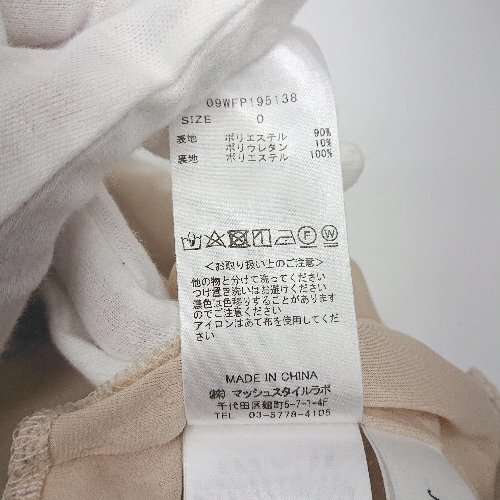 09WFP195138
SIZE 0
表地 ポリエステル 90%
ポリウレタン 10%
裏地 ポリエステル 100%
F W
<お取り扱い上のご注意>
他の物と分けて洗ってください
つけ置き洗いはお避けください
濃色は色移りすることがあります
のでご注意ください
アイロンはあて布を使用してください
MADE IN CHINA
(株) マッシュスタイルラボ
千代田区麹町5-7-1-4F
TEL 03-5778-4105